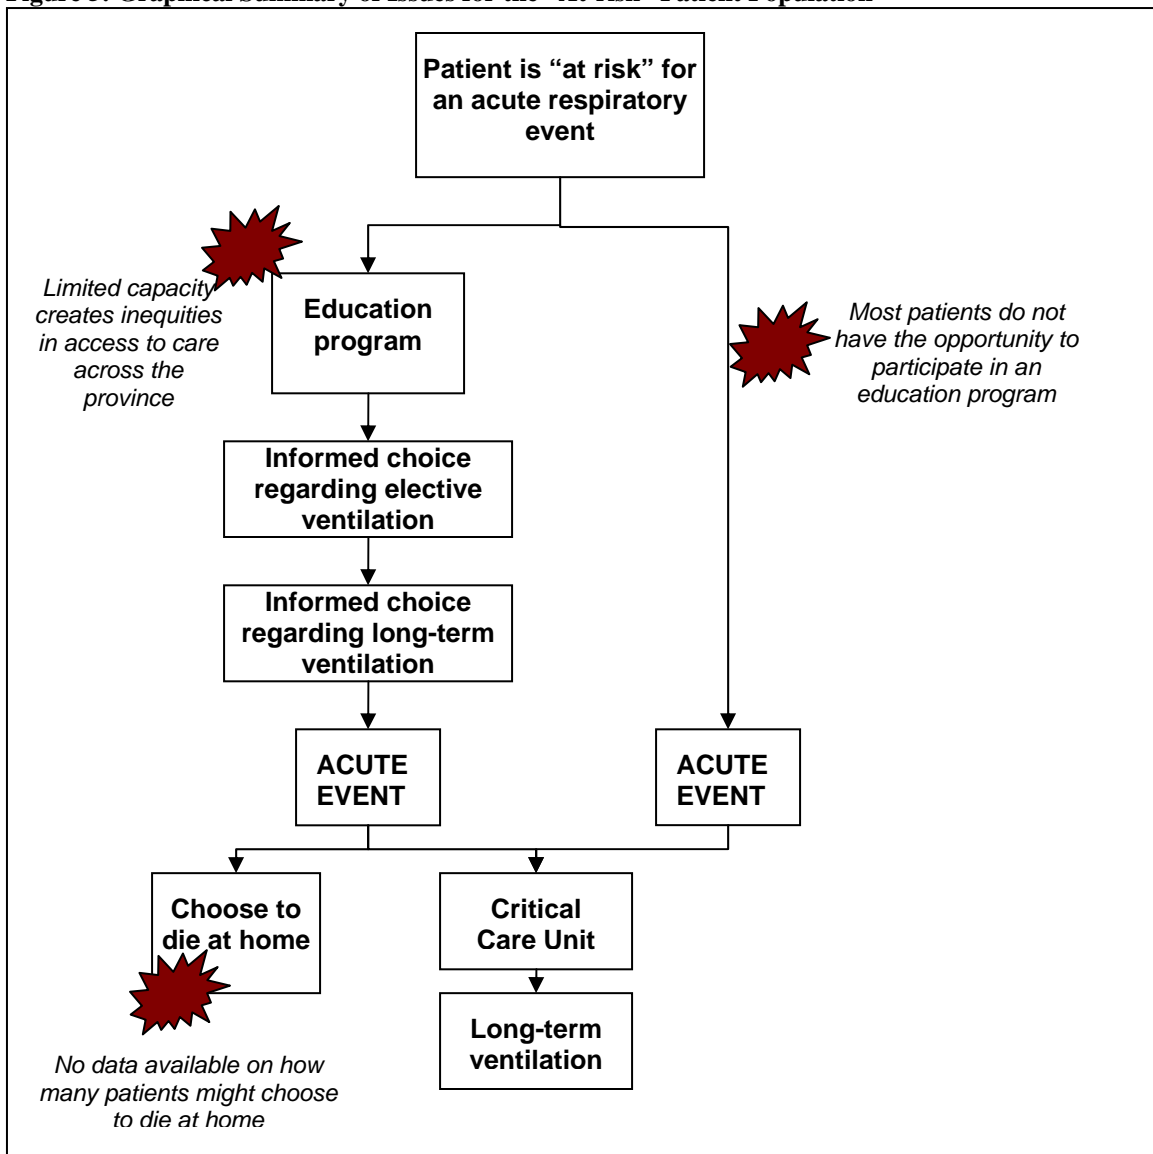 Patient is “at risk” for
an acute respiratory
event
Limited capacity
creates inequities
in access to care
across the
province
Education
program
Most patients do not
have the opportunity to
participate in an
education program
Informed choice
regarding elective
ventilation
Informed choice
regarding long-term
ventilation
ACUTE
EVENT
ACUTE
EVENT
Choose to
die at home
Critical
Care Unit
Long-term
ventilation
No data available on how
many patients might choose
to die at home